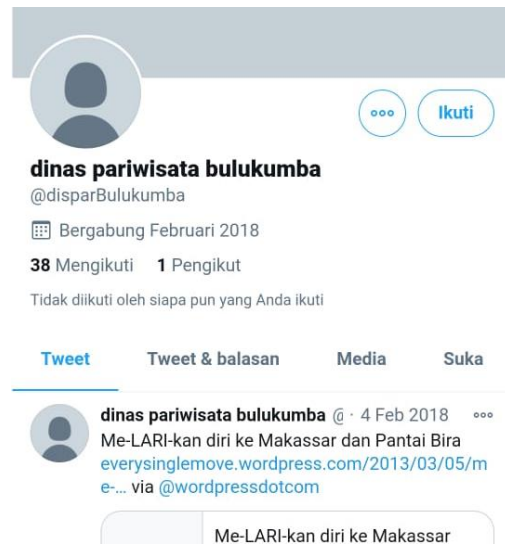 Ikuti
dinas pariwisata bulukumba
@disparBulukumba
Bergabung Februari 2018
38 Mengikuti 1 Pengikut
Tidak diikuti oleh siapa pun yang Anda ikuti
Tweet Tweet & balasan Media Suka
dinas pariwisata bulukumba @ · 4 Feb 2018
Me-LARI-kan diri ke Makassar dan Pantai Bira
everysinglemove.wordpress.com/2013/03/05/m
e-… via @wordpressdotcom
Me-LARI-kan diri ke Makassar